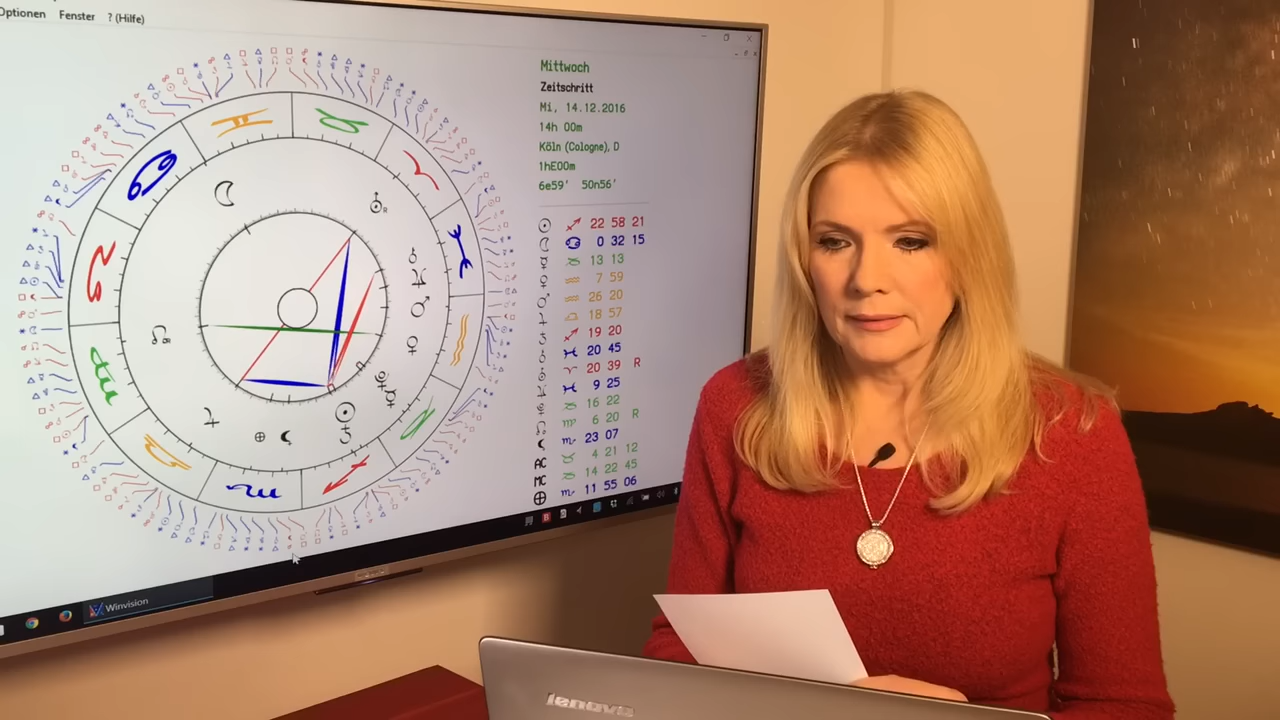 Optionen Fenster ? (Hilfe)
Mittwoch
Zeitschritt
Mi, 14.12.2016
14h 00m
Köln (Cologne), D
1hE00m
6e59' 50n56'
☉ ♐ 22 58 21
☽ ♋ 0 32 15
☿ ♑ 13 13
♀ ♒ 7 59
♂ ♒ 26 20
♃ ♎ 18 57
♄ ♐ 19 20
♓ 20 45
♈ 20 39 R
♓ 9 25
♑ 16 22
♍ 6 20 R
♏ 23 07
AC ♉ 4 21 12
MC ♑ 14 22 45
⊕ ♏ 11 55 06
Winvision
lenovo